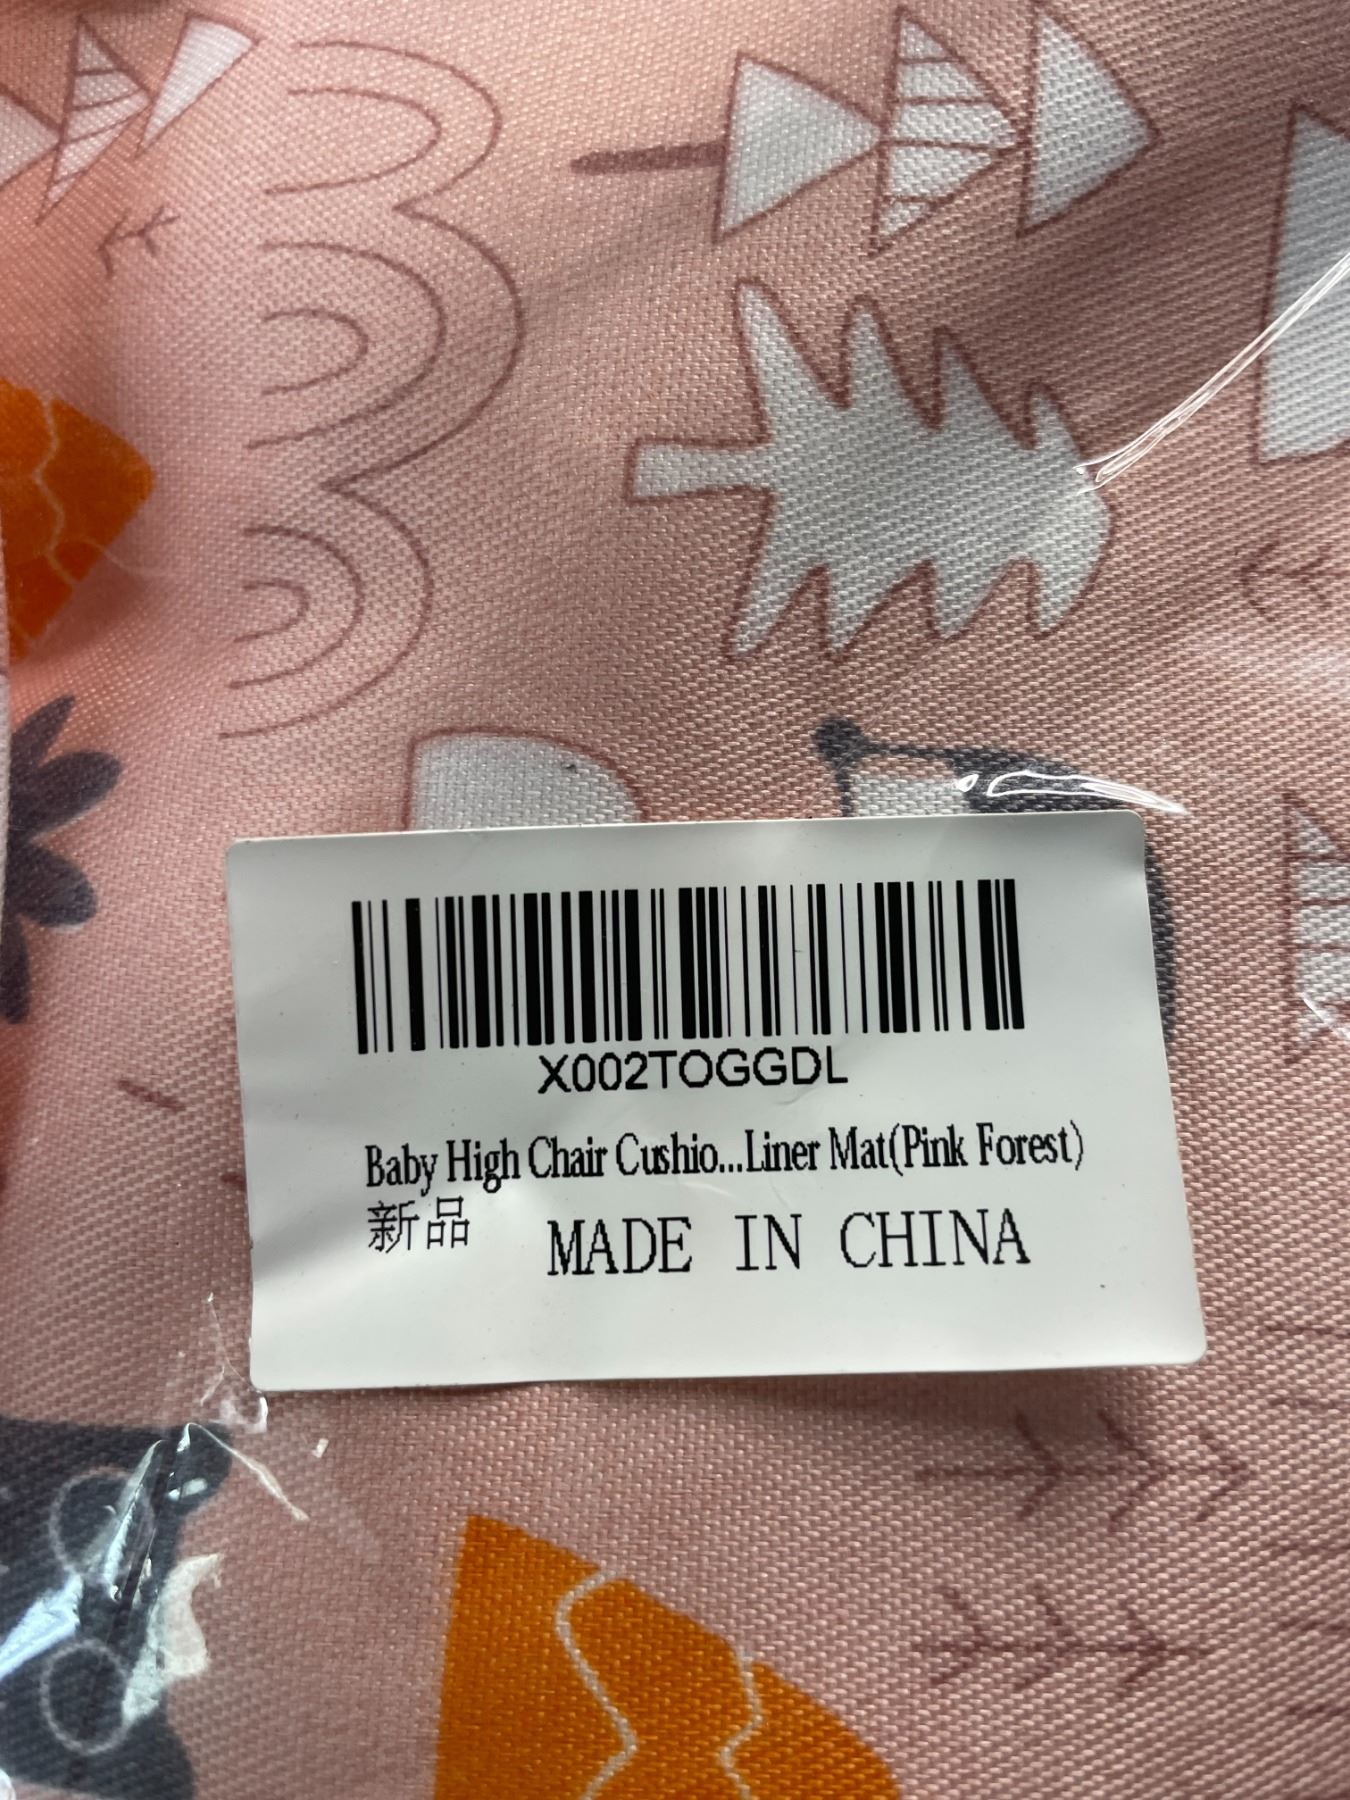 X002TOGGDL
Baby High Chair Cushio...Liner Mat(Pink Forest)
新品 MADE IN CHINA